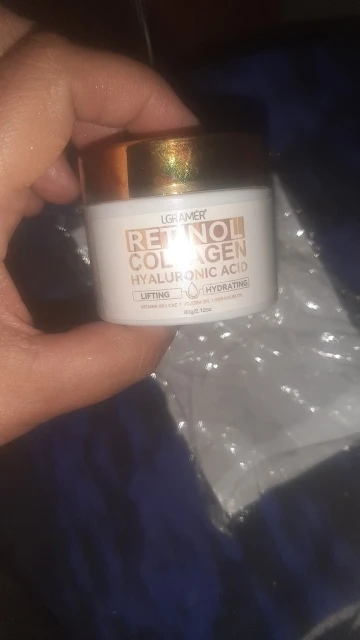 LGRAMER®
RETINOL
COLLAGEN
HYALURONIC ACID
LIFTING HYDRATING